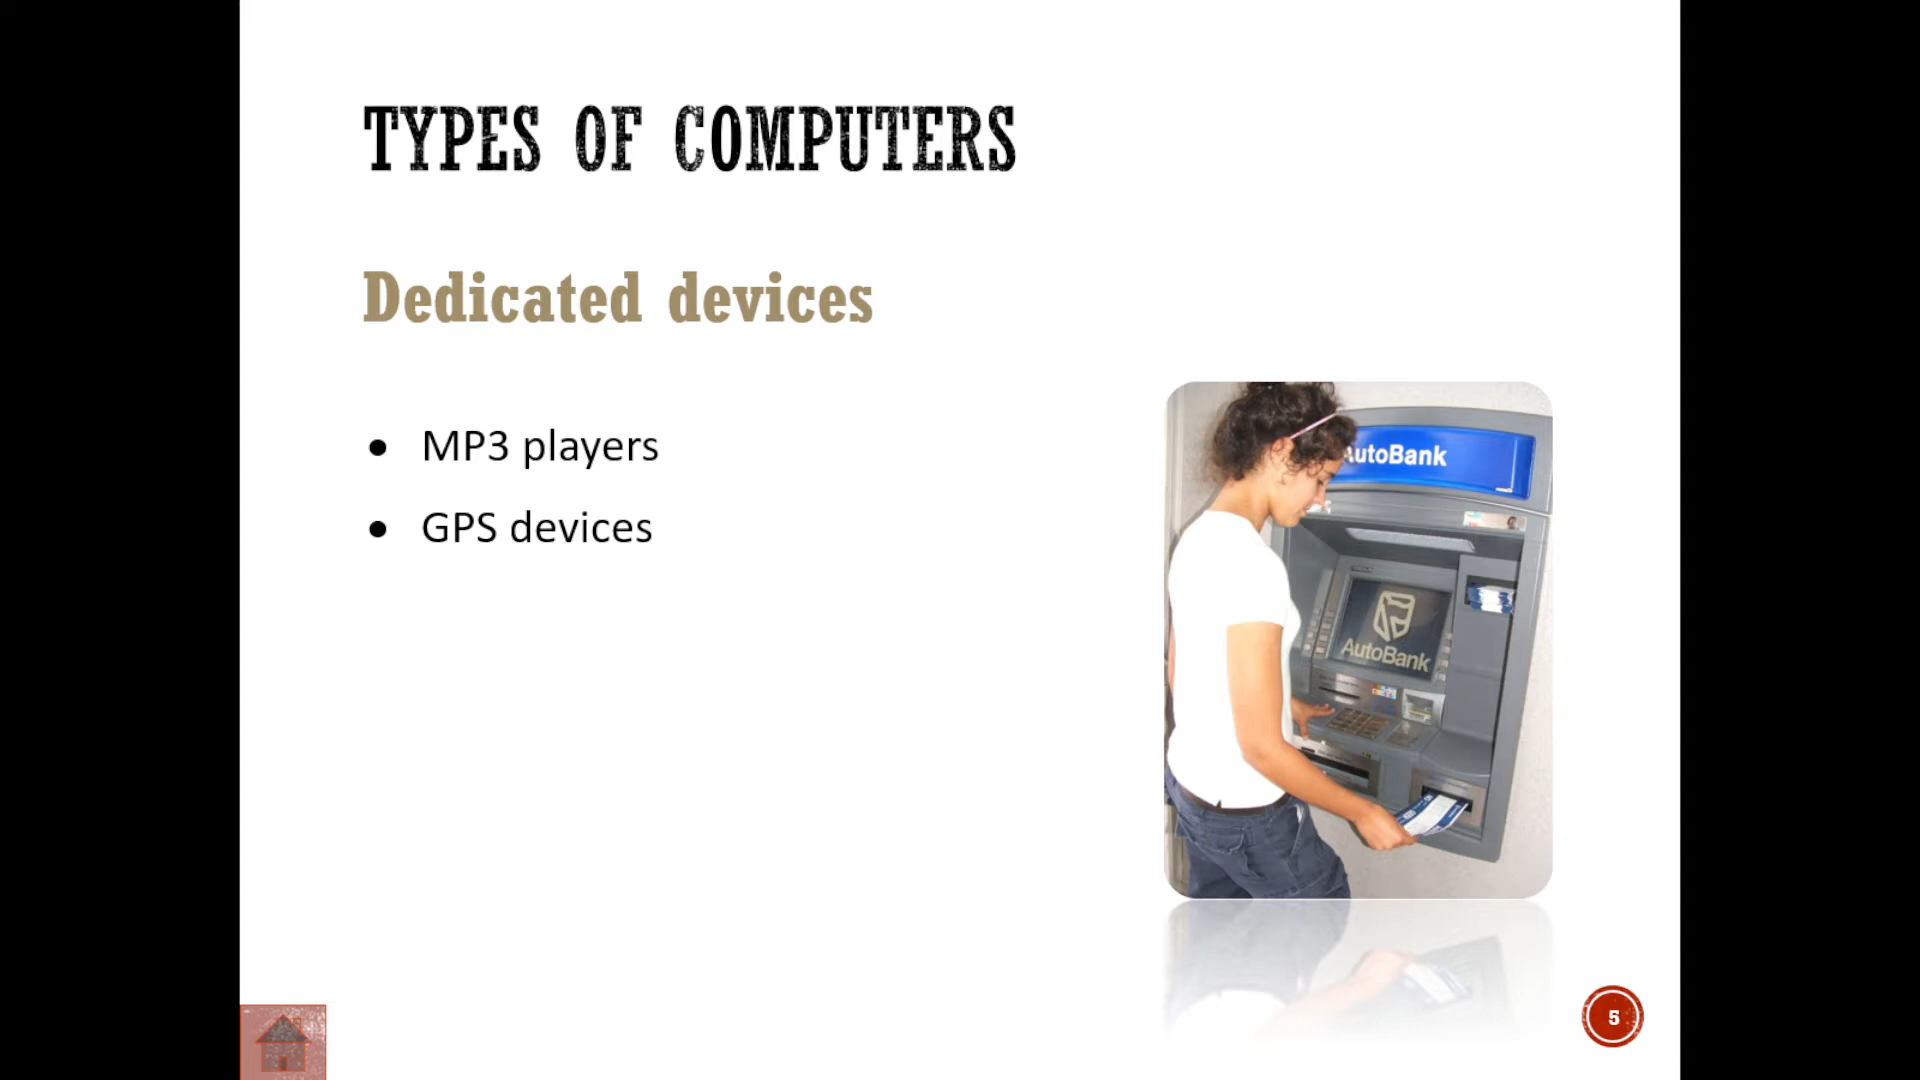 TYPES OF COMPUTERS
Dedicated devices
• MP3 players
• GPS devices
AutoBank
AutoBank
5